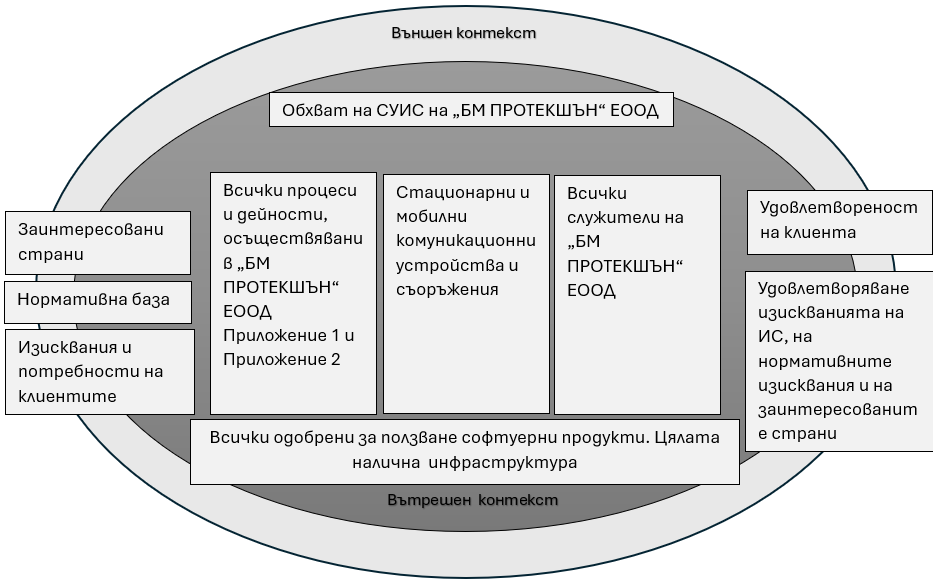 Външен контекст
Обхват на СУИС на „БМ ПРОТЕКШЪН“ ЕООД
Заинтересовани
страни
Нормативна база
Изисквания и
потребности на
клиентите
Всички процеси
и дейности,
осъществявани
в „БМ
ПРОТЕКШЪН“
ЕООД
Приложение 1 и
Приложение 2
Стационарни и
мобилни
комуникационни
устройства и
съоръжения
Всички
служители на
„БМ
ПРОТЕКШЪН“
ЕООД
Удовлетвореност
на клиента
Удовлетворяване
изискванията на
ИС, на
нормативните
изисквания и на
заинтересованит
е страни
Всички одобрени за ползване софтуерни продукти. Цялата
налична инфраструктура
Вътрешен контекст